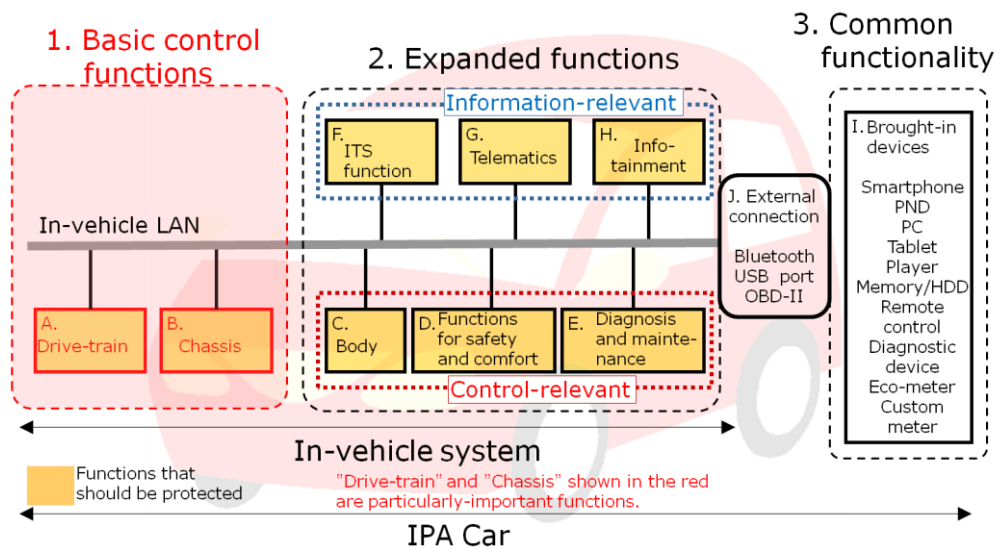 1. Basic control
functions
2. Expanded functions
3. Common
functionality
Information-relevant
F.
ITS
function
G.
Telematics
H.
Info-
tainment
In-vehicle LAN
A.
Drive-train
B.
Chassis
C.
Body
D. Functions
for safety
and comfort
E. Diagnosis
and mainte-
nance
Control-relevant
J. External
connection
Bluetooth
USB port
OBD-II
I. Brought-in
devices
Smartphone
PND
PC
Tablet
Player
Memory/HDD
Remote
control
Diagnostic
device
Eco-meter
Custom
meter
In-vehicle system
Functions that
should be protected
"Drive-train" and "Chassis" shown in the red
are particularly-important functions.
IPA Car